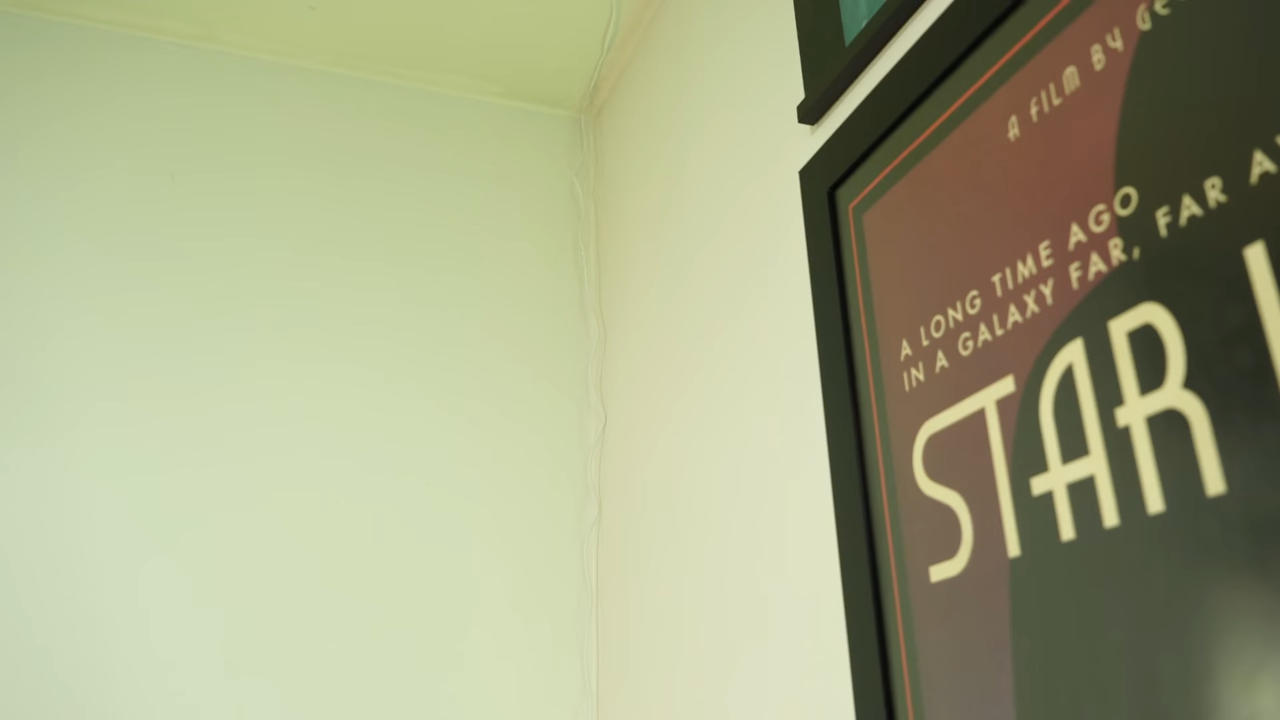 A FILM BY
A LONG TIME AGO
IN A GALAXY FAR, FAR
STAR